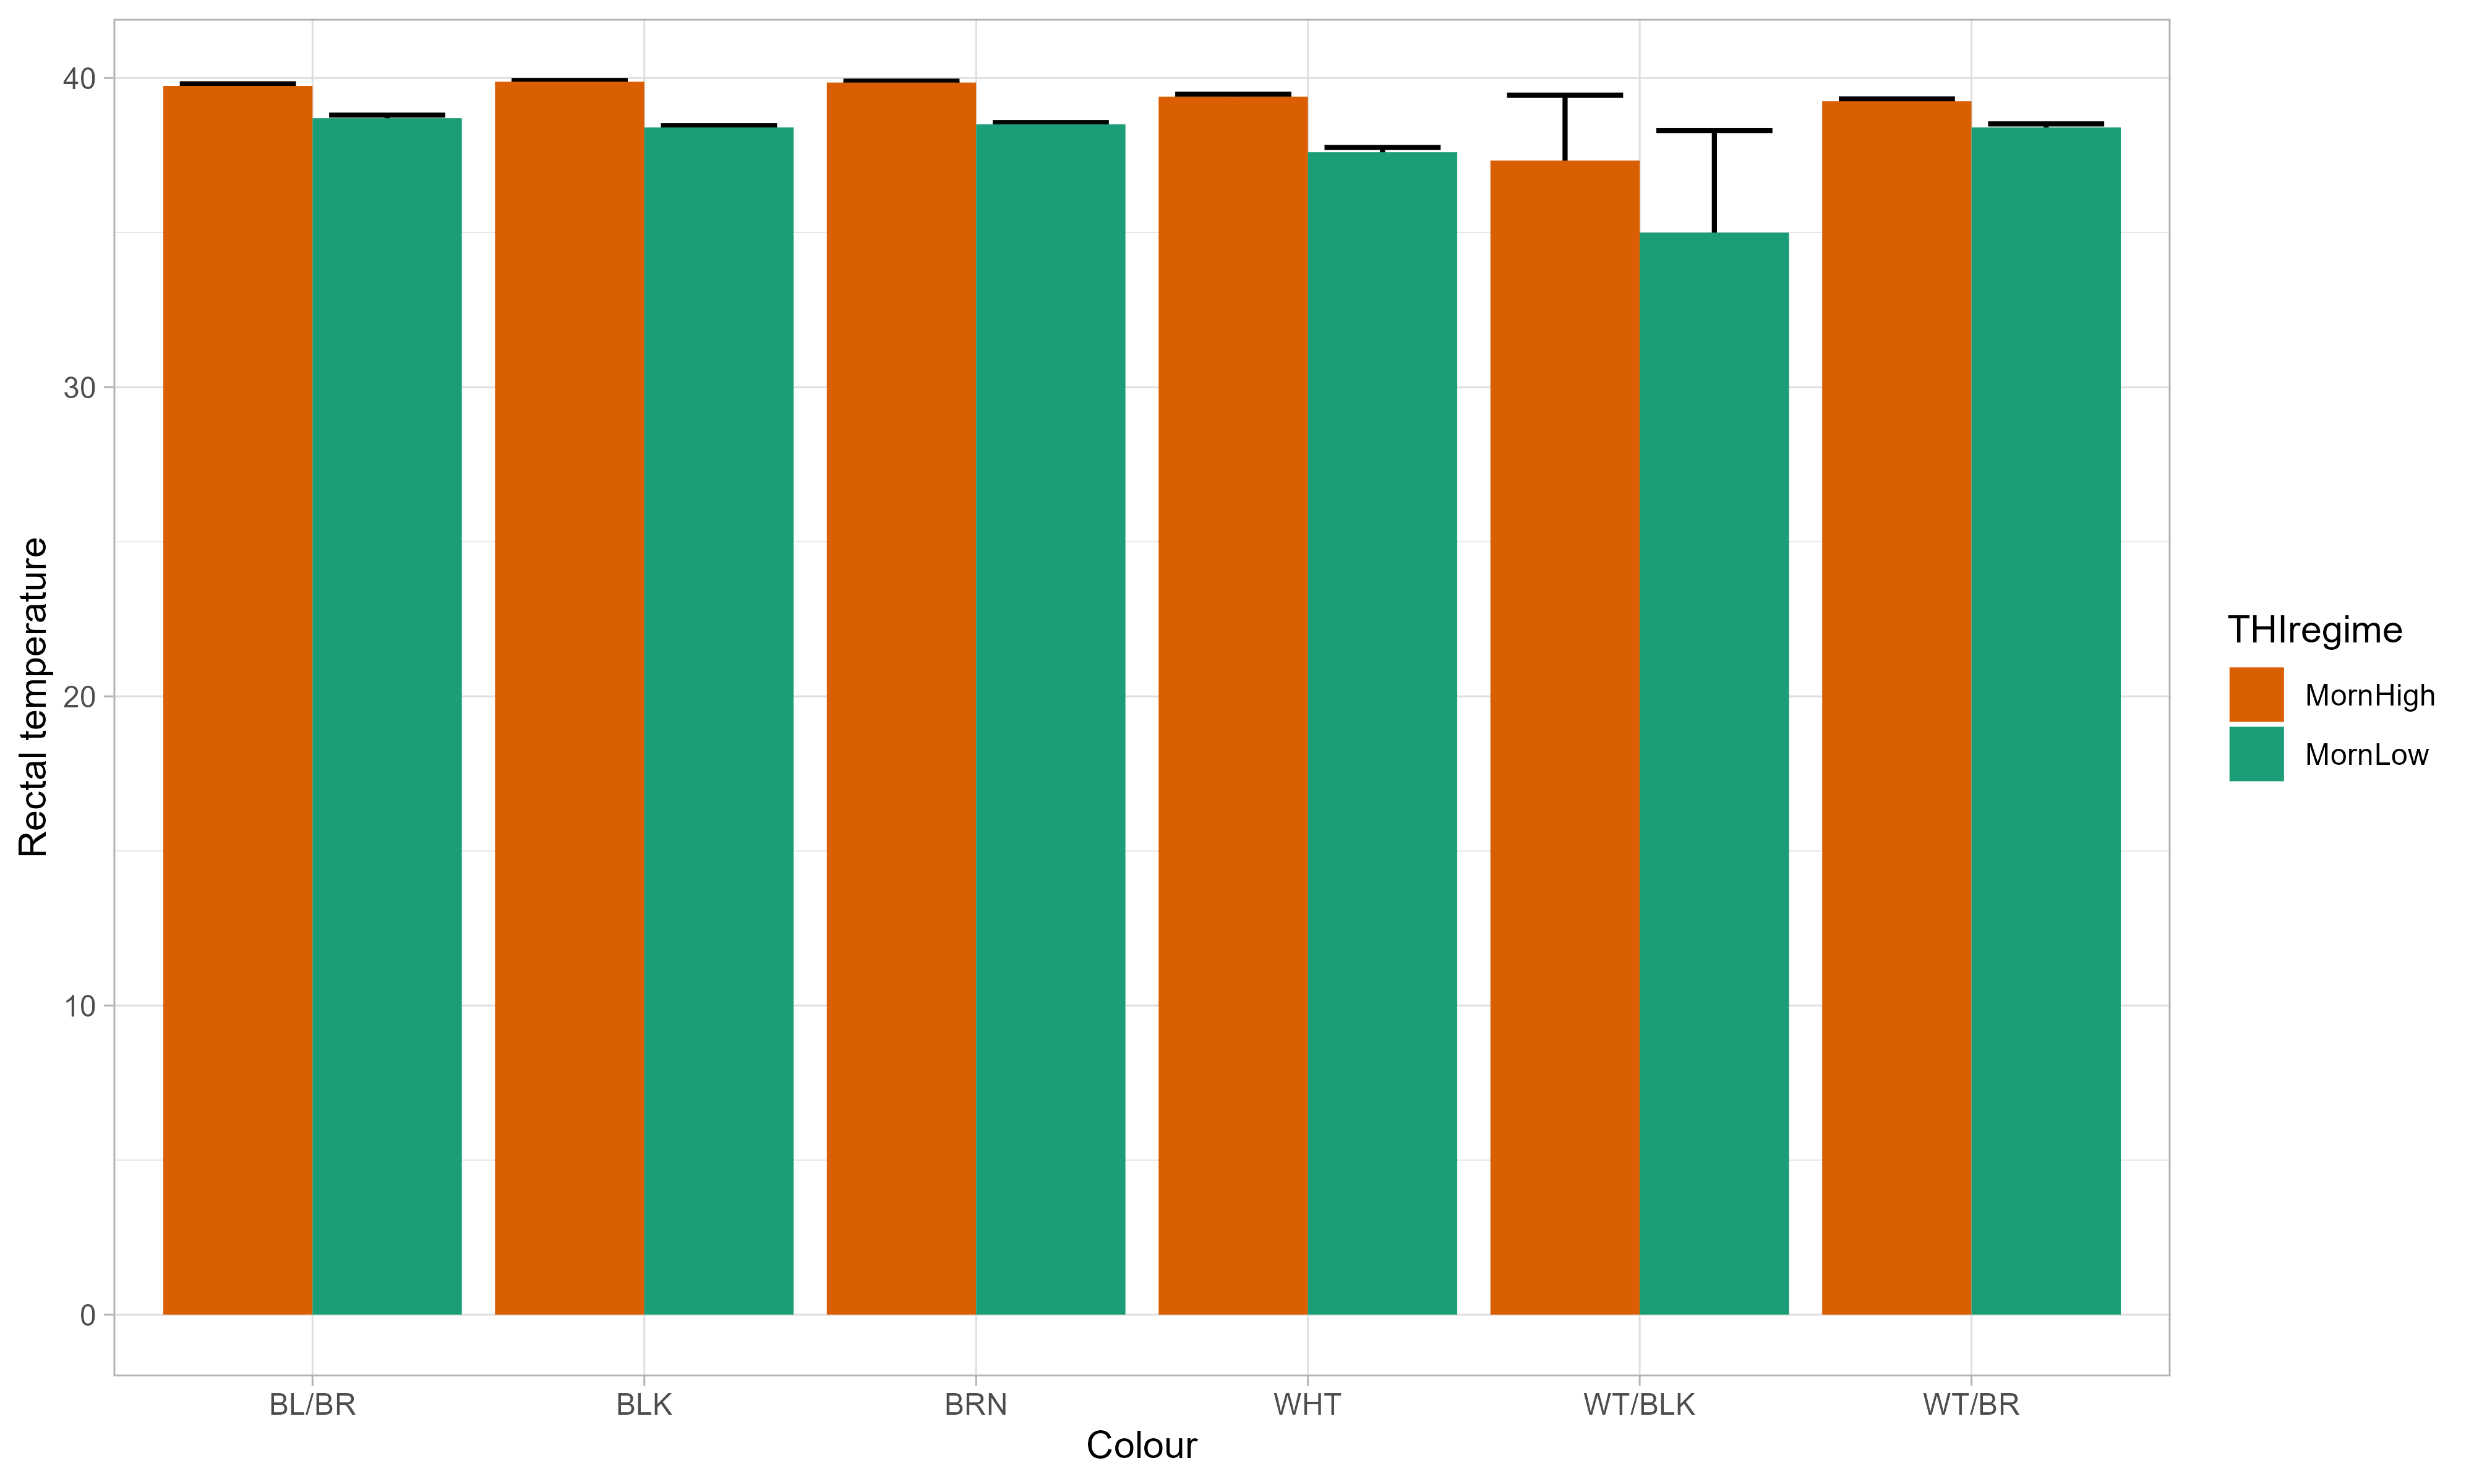 40
30
20
10
0
Rectal temperature
BL/BR
BLK
BRN
WHT
WT/BLK
WT/BR
Colour
THIregime
MornHigh
MornLow